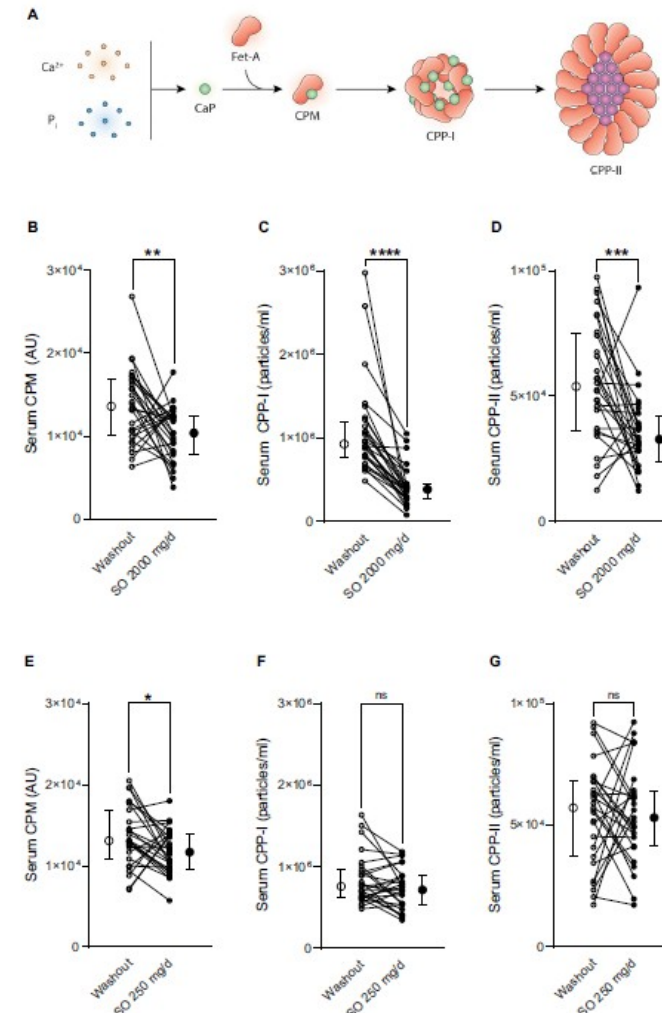 A
Ca²⁺
Pᵢ
CaP
Fet-A
CPM
CPP-I
CPP-II
B
**
Serum CPM (AU)
3×10⁴
2×10⁴
1×10⁴
0
Washout
SO 2000 mg/d
C
****
Serum CPP-I (particles/ml)
3×10⁶
2×10⁶
1×10⁶
0
Washout
SO 2000 mg/d
D
***
Serum CPP-II (particles/ml)
1×10⁵
5×10⁴
0
Washout
SO 2000 mg/d
E
*
Serum CPM (AU)
3×10⁴
2×10⁴
1×10⁴
0
Washout
SO 250 mg/d
F
ns
Serum CPP-I (particles/ml)
3×10⁶
2×10⁶
1×10⁶
0
Washout
SO 250 mg/d
G
ns
Serum CPP-II (particles/ml)
1×10⁵
5×10⁴
0
Washout
SO 250 mg/d